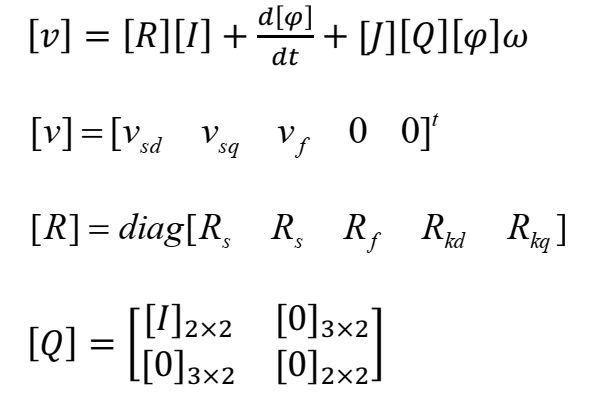 [v] = [R][I] + d[φ]/dt + [J][Q][φ]ω
[v] = [v_sd v_sq v_f 0 0]^t
[R] = diag[R_s R_s R_f R_kd R_kq]
[Q] = [[I]_2×2 [0]_3×2
[0]_3×2 [0]_2×2]